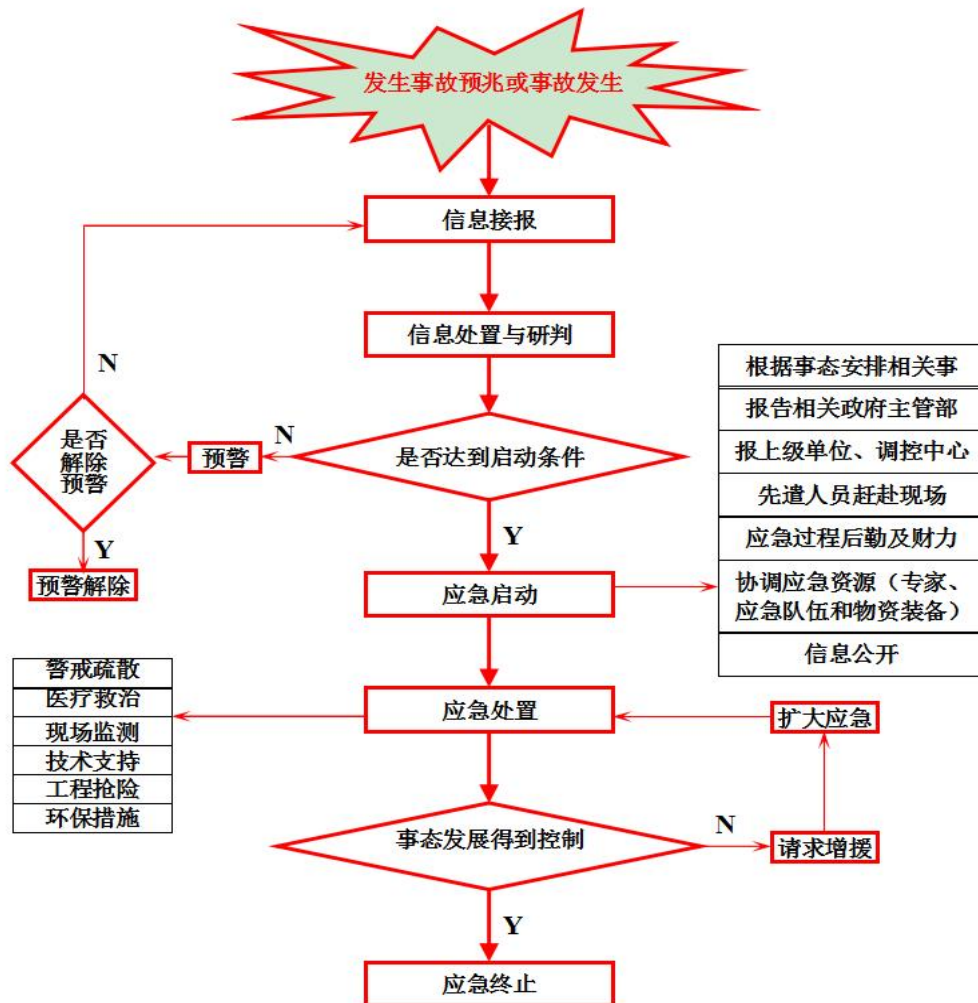 发生事故预兆或事故发生
信息接报
信息处置与研判
N
是否
解除
预警
预警
N
是否达到启动条件
Y
预警解除
Y
应急启动
根据事态安排相关事
报告相关政府主管部
报上级单位、调控中心
先遣人员赶赴现场
应急过程后勤及财力
协调应急资源（专家、
应急队伍和物资装备）
信息公开
警戒疏散
医疗救治
现场监测
技术支持
工程抢险
环保措施
应急处置
扩大应急
事态发展得到控制
N
请求增援
Y
应急终止